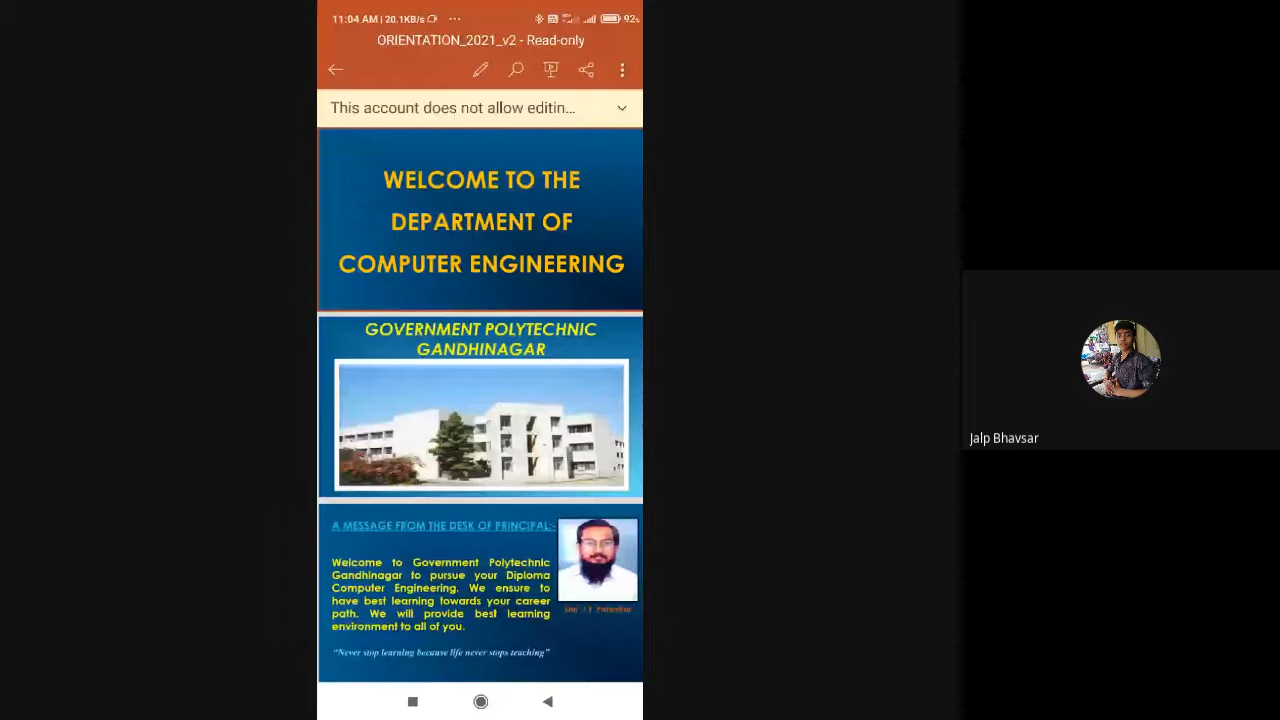 11:04 AM | 20.1KB/s
92%
ORIENTATION_2021_v2 - Read-only
This account does not allow editin...
WELCOME TO THE
DEPARTMENT OF
COMPUTER ENGINEERING
GOVERNMENT POLYTECHNIC
GANDHINAGAR
A MESSAGE FROM THE DESK OF PRINCIPAL:-
Welcome to Government Polytechnic
Gandhinagar to pursue your Diploma
Computer Engineering. We ensure to
have best learning towards your career
path. We will provide best learning
environment to all of you.
"Never stop learning because life never stops teaching"
Jalp Bhavsar